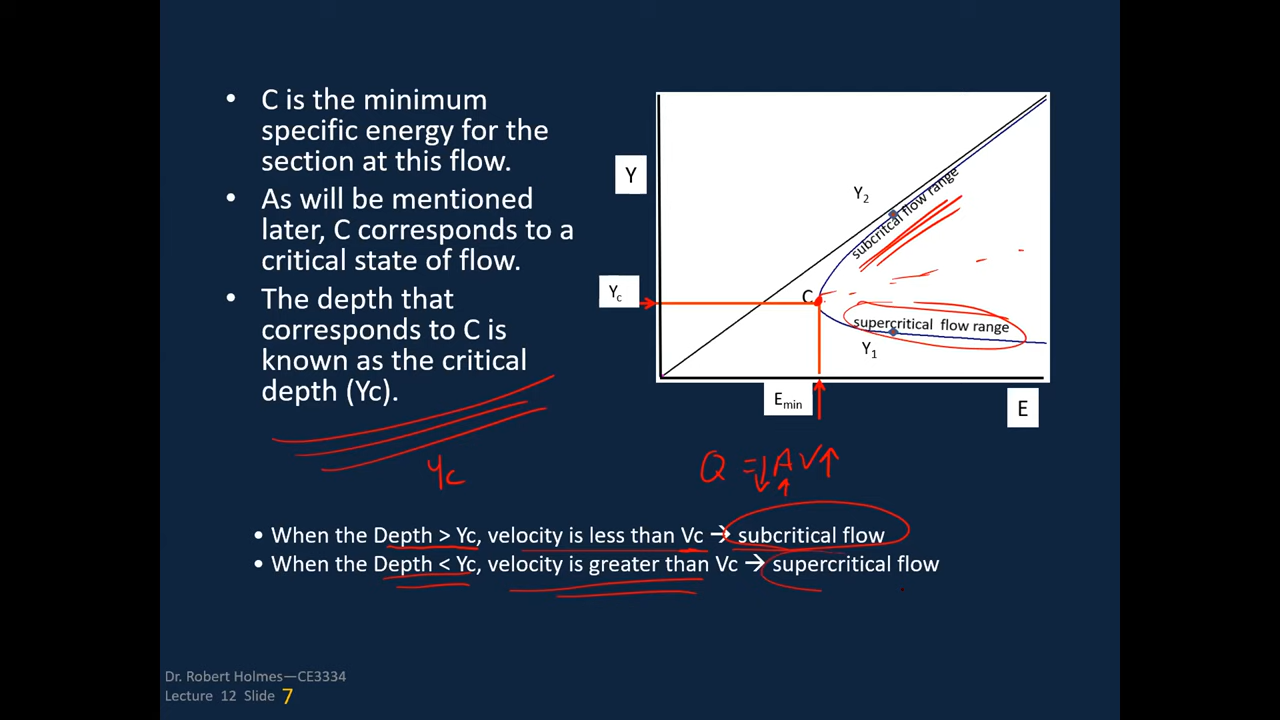 • C is the minimum
specific energy for the
section at this flow.
• As will be mentioned
later, C corresponds to a
critical state of flow.
• The depth that
corresponds to C is
known as the critical
depth (Yc).
Yc
Y
Y2
subcritcal flow range
Yc
C
supercritical flow range
Y1
Emin
E
Q = A V
• When the Depth > Yc, velocity is less than Vc → subcritical flow
• When the Depth < Yc, velocity is greater than Vc → supercritical flow
Dr. Robert Holmes—CE3334
Lecture 12 Slide 7